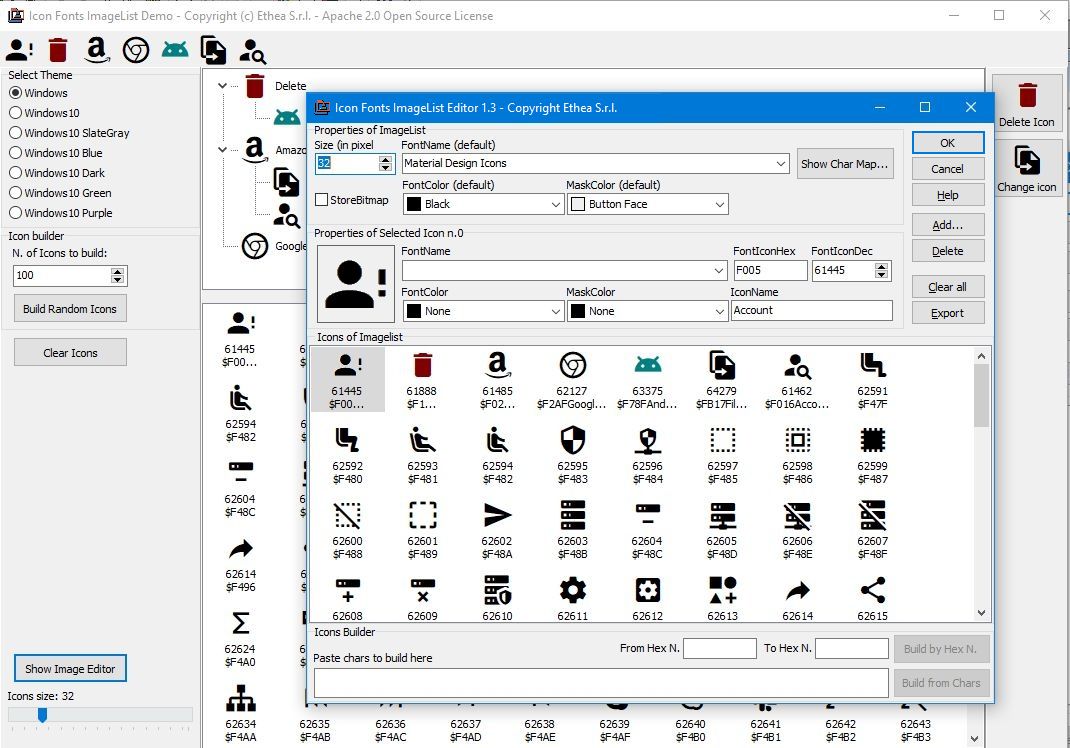 Icon Fonts ImageList Demo - Copyright (c) Ethea S.r.l. - Apache 2.0 Open Source License
Select Theme
Windows
Windows10
Windows10 SlateGray
Windows10 Blue
Windows10 Dark
Windows10 Green
Windows10 Purple
Icon builder
N. of Icons to build:
100
Build Random Icons
Clear Icons
Show Image Editor
Icons size: 32
Delete
Amazo
Google
61445
$F00...
62594
$F482
62604
$F48C
62614
$F496
62624
$F4A0
62634 62635 62636 62637 62638 62639 62640 62641 62642 62643
$F4AA $F4AB $F4AC $F4AD $F4AE $F4AF $F4B0 $F4B1 $F4B2 $F4B3
Delete Icon
Change icon
Icon Fonts ImageList Editor 1.3 - Copyright Ethea S.r.l.
Properties of ImageList
Size (in pixel FontName (default)
32 Material Design Icons Show Char Map...
FontColor (default) MaskColor (default)
StoreBitmap Black Button Face
OK
Cancel
Help
Add...
Delete
Clear all
Export
Properties of Selected Icon n.0
FontName FontIconHex FontIconDec
F005 61445
FontColor MaskColor IconName
None None Account
Icons of Imagelist
61445 61888 61485 62127 63375 64279 61462 62591
$F00... $F1... $F02... $F2AFGoogl... $F78FAnd... $FB17Fil... $F016Acco... $F47F
62592 62593 62594 62595 62596 62597 62598 62599
$F480 $F481 $F482 $F483 $F484 $F485 $F486 $F487
62600 62601 62602 62603 62604 62605 62606 62607
$F488 $F489 $F48A $F48B $F48C $F48D $F48E $F48F
62608 62609 62610 62611 62612 62613 62614 62615
Icons Builder
From Hex N. To Hex N. Build by Hex N.
Paste chars to build here
Build from Chars